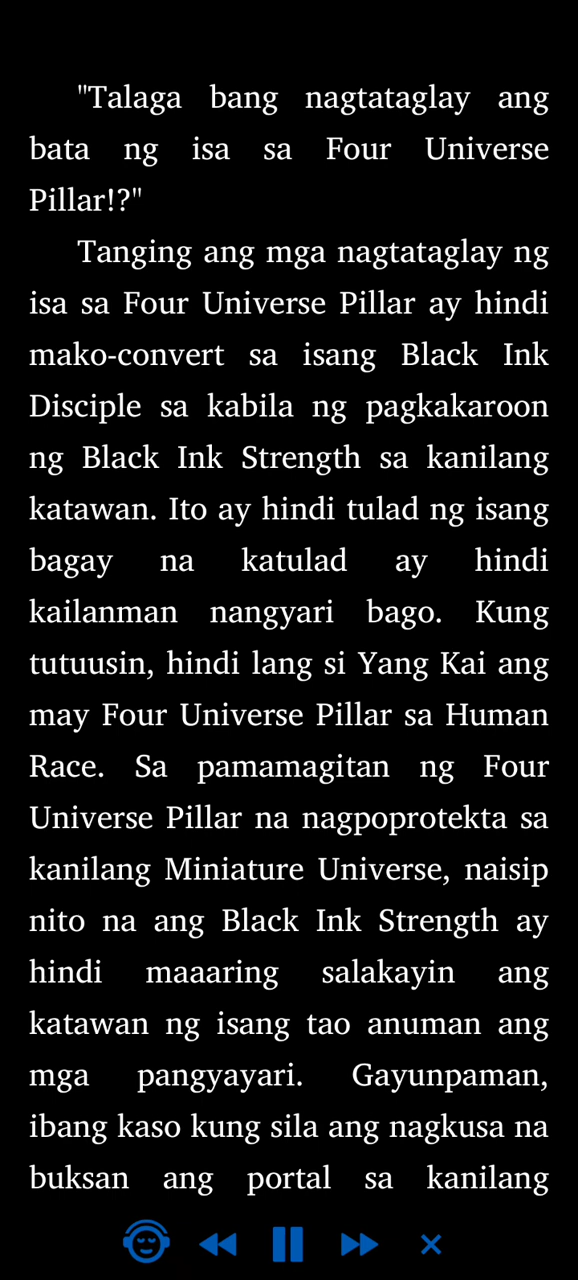 "Talaga bang nagtataglay ang
bata ng isa sa Four Universe
Pillar!?"
Tanging ang mga nagtataglay ng
isa sa Four Universe Pillar ay hindi
mako-convert sa isang Black Ink
Disciple sa kabila ng pagkakaroon
ng Black Ink Strength sa kanilang
katawan. Ito ay hindi tulad ng isang
bagay na katulad ay hindi
kailanman nangyari bago. Kung
tutuusin, hindi lang si Yang Kai ang
may Four Universe Pillar sa Human
Race. Sa pamamagitan ng Four
Universe Pillar na nagpoprotekta sa
kanilang Miniature Universe, naisip
nito na ang Black Ink Strength ay
hindi maaaring salakayin ang
katawan ng isang tao anuman ang
mga pangyayari. Gayunpaman,
ibang kaso kung sila ang nagkusa na
buksan ang portal sa kanilang